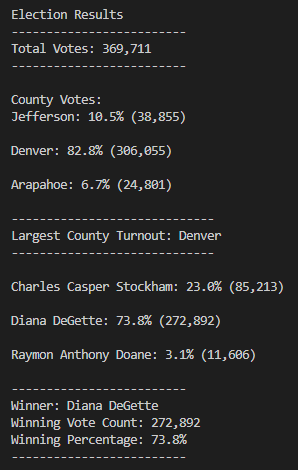 Election Results
-------------------------
Total Votes: 369,711
-------------------------
County Votes:
Jefferson: 10.5% (38,855)
Denver: 82.8% (306,055)
Arapahoe: 6.7% (24,801)
-----------------------------
Largest County Turnout: Denver
-----------------------------
Charles Casper Stockham: 23.0% (85,213)
Diana DeGette: 73.8% (272,892)
Raymon Anthony Doane: 3.1% (11,606)
-------------------------
Winner: Diana DeGette
Winning Vote Count: 272,892
Winning Percentage: 73.8%
-------------------------